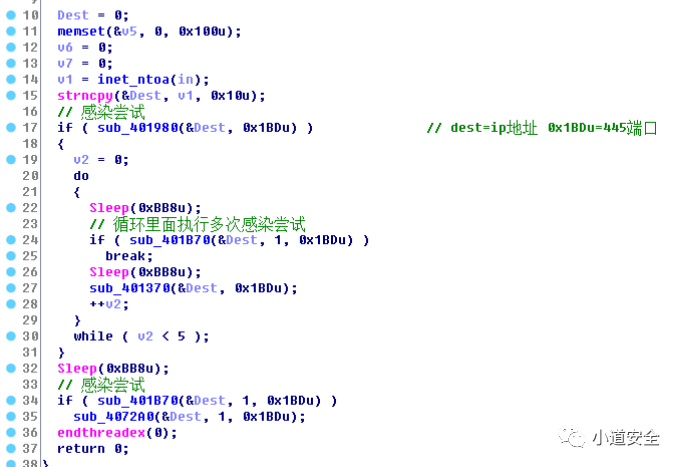 10 Dest = 0;
11 memset(&v5, 0, 0x100u);
12 v6 = 0;
13 v7 = 0;
14 v1 = inet_ntoa(in);
15 strncpy(&Dest, v1, 0x10u);
16 // 感染尝试
17 if ( sub_401980(&Dest, 0x1BDu) ) // dest=ip地址 0x1BDu=445端口
18 {
19 v2 = 0;
20 do
21 {
22 Sleep(0xBB8u);
23 // 循环里面执行多次感染尝试
24 if ( sub_401B70(&Dest, 1, 0x1BDu) )
25 break;
26 Sleep(0xBB8u);
27 sub_401370(&Dest, 0x1BDu);
28 ++v2;
29 }
30 while ( v2 < 5 );
31 }
32 Sleep(0xBB8u);
33 // 感染尝试
34 if ( sub_401B70(&Dest, 1, 0x1BDu) )
35 sub_4072A0(&Dest, 1, 0x1BDu);
36 endthreadex(0);
37 return 0;
38 }
小道安全